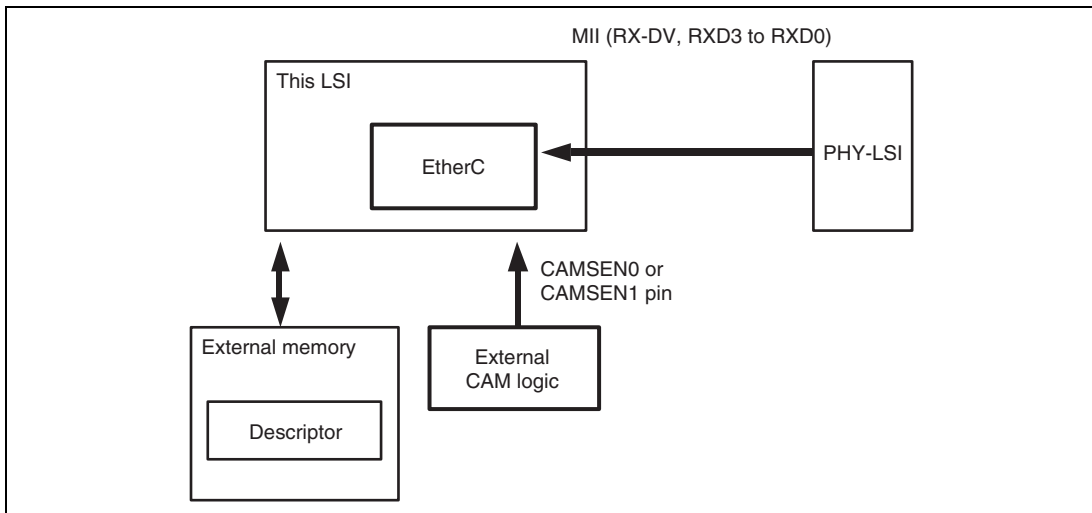 MII (RX-DV, RXD3 to RXD0)
This LSI
EtherC
PHY-LSI
CAMSEN0 or
CAMSEN1 pin
External memory
External
CAM logic
Descriptor